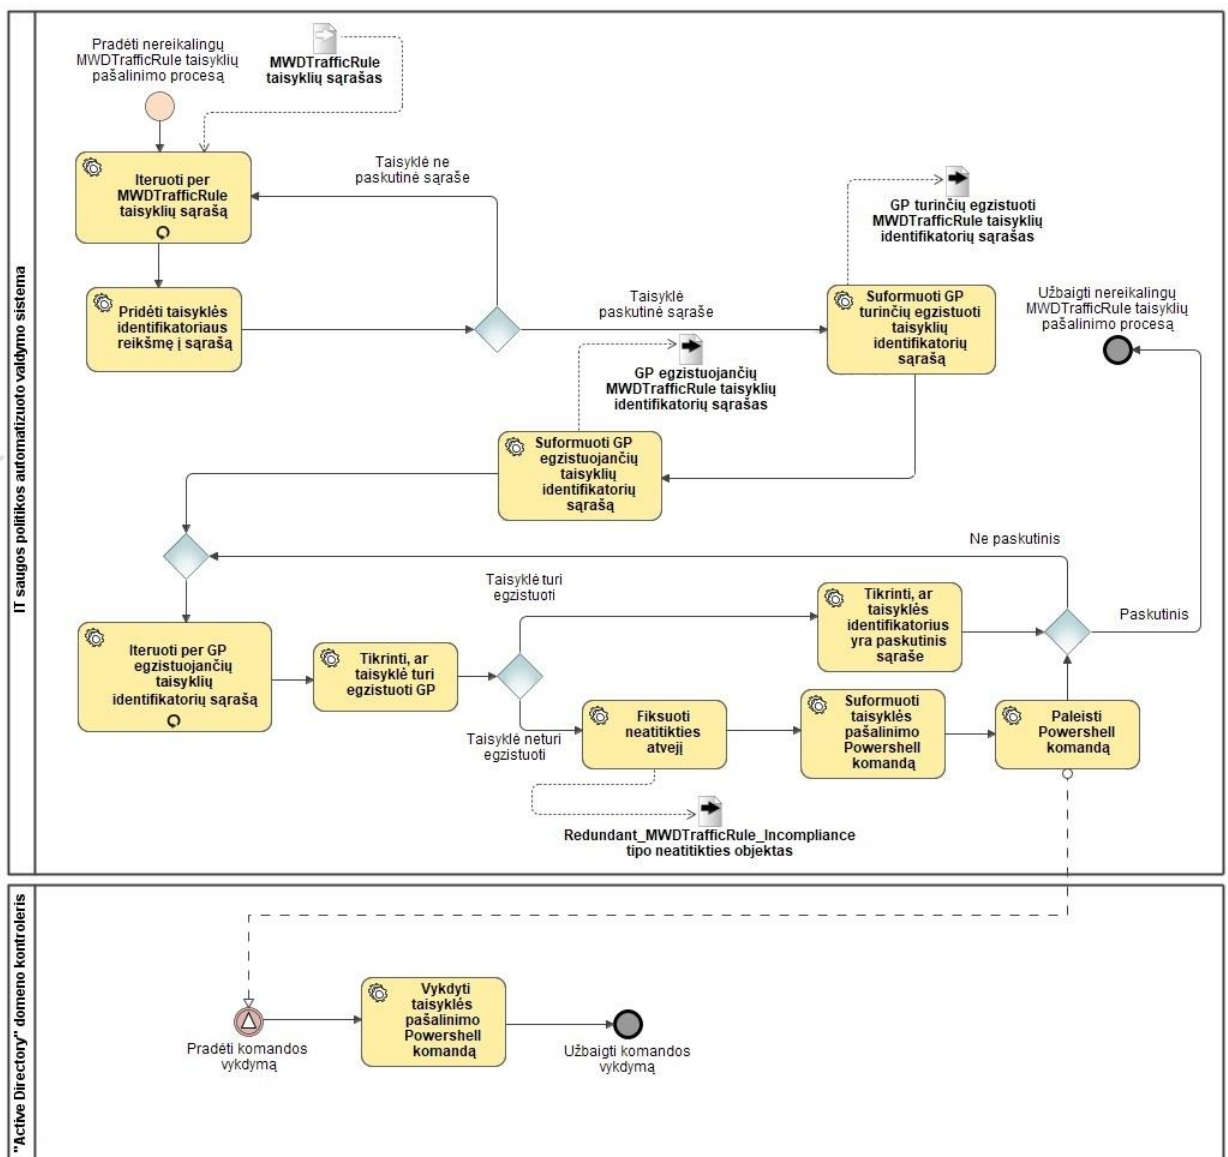 IT saugos politikos automatizuoto valdymo sistema
Pradėti nereikalingų
MWDTrafficRule taisyklių
pašalinimo procesą
MWDTrafficRule
taisyklių sąrašas
Iteruoti per
MWDTrafficRule
taisyklių sąrašą
Taisyklė ne
paskutinė sąraše
GP turinčių egzistuoti
MWDTrafficRule taisyklių
identifikatorių sąrašas
Pridėti taisyklės
identifikatoriaus
reikšmę į sąrašą
Taisyklė
paskutinė sąraše
Suformuoti GP
turinčių egzistuoti
taisyklių
identifikatorių
sąrašą
Užbaigti nereikalingų
MWDTrafficRule taisyklių
pašalinimo procesą
GP egzistuojančių
MWDTrafficRule taisyklių
identifikatorių sąrašas
Suformuoti GP
egzistuojančių
taisyklių
identifikatorių
sąrašą
Ne paskutinis
Taisyklė turi
egzistuoti
Tikrinti, ar
taisyklės
identifikatorius
yra paskutinis
sąraše
Paskutinis
Iteruoti per GP
egzistuojančių
taisyklių
identifikatorių sąrašą
Tikrinti, ar
taisyklė turi
egzistuoti GP
Taisyklė neturi
egzistuoti
Fiksuoti
neatitikties
atvejį
Suformuoti
taisyklės
pašalinimo
Powershell
komandą
Paleisti
Powershell
komandą
Redundant_MWDTrafficRule_Incompliance
tipo neatitikties objektas
"Active Directory" domeno kontroleris
Pradėti komandos
vykdymą
Vykdyti
taisyklės
pašalinimo
Powershell
komandą
Užbaigti komandos
vykdymą